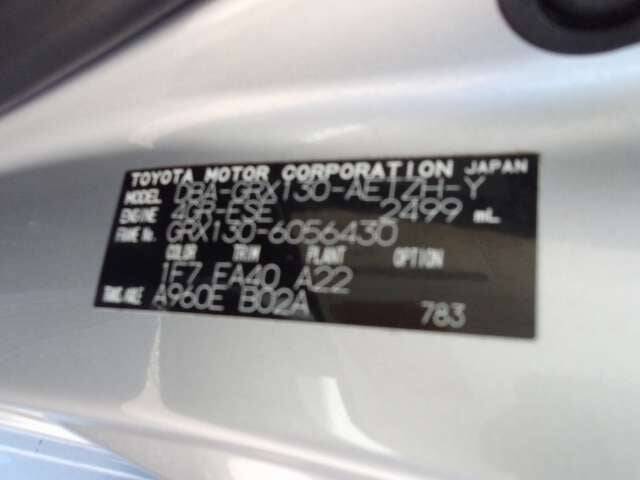 TOYOTA MOTOR CORPORATION JAPAN
MODEL DBA-GRX130-AETZH-Y
ENGINE 4GR-FSE 2499 mL
FRAME No. GRX130-6056430
COLOR TRIM PLANT OPTION
1F7 FA40 A22
TRANS./AXLE A960E B02A
783